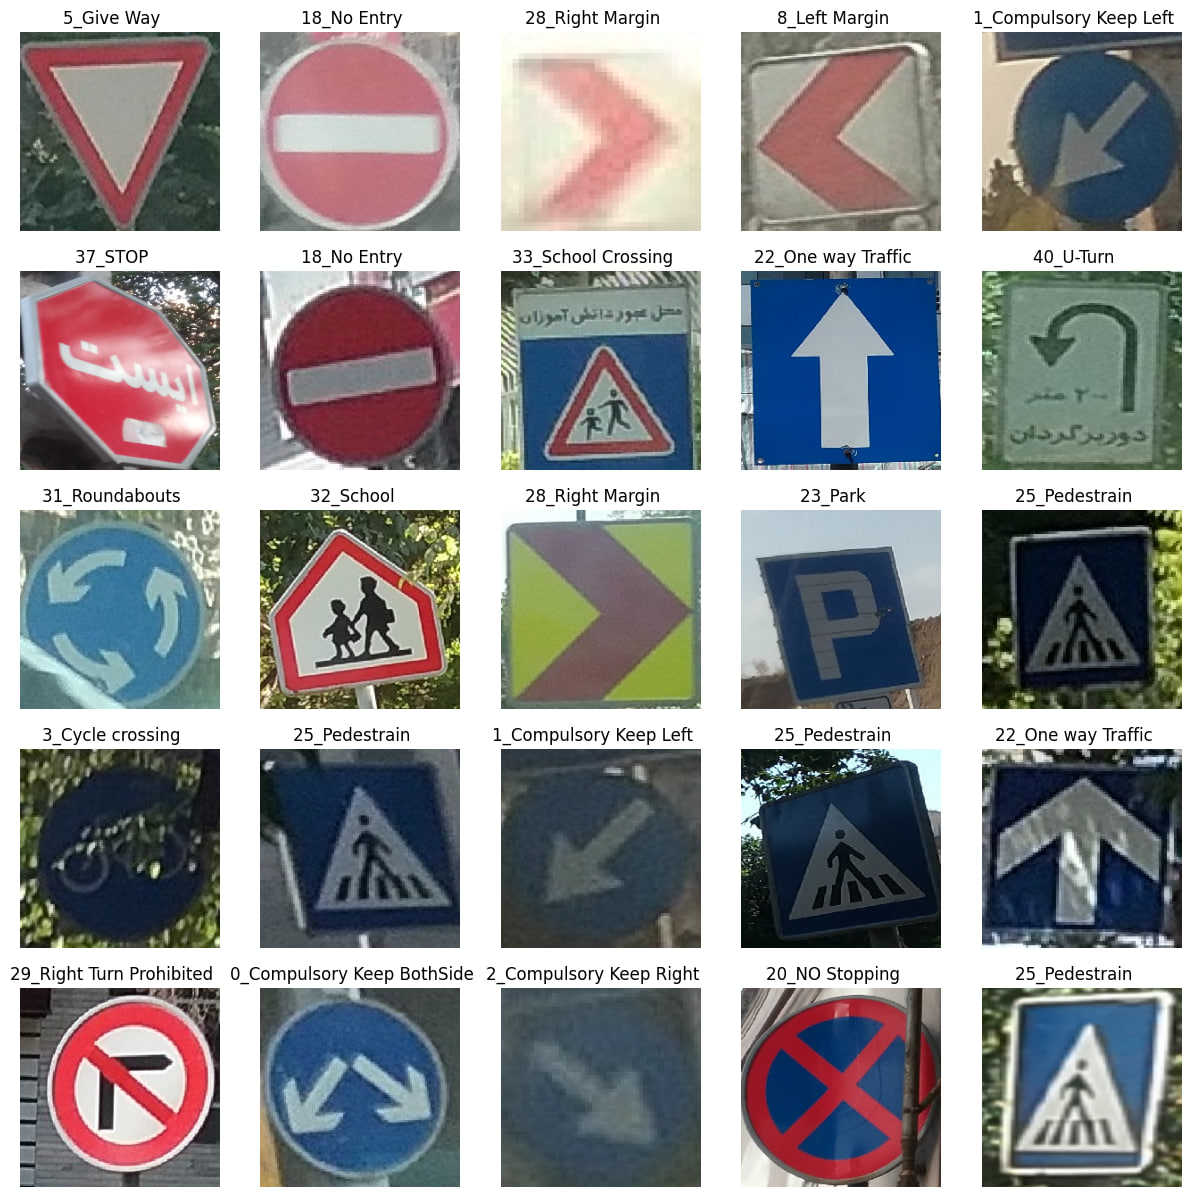 5_Give Way
18_No Entry
28_Right Margin
8_Left Margin
1_Compulsory Keep Left
37_STOP
18_No Entry
33_School Crossing
22_One way Traffic
40_U-Turn
ایست
محل عبور دانش آموزان
۲۰۰ متر
دوربرگردان
31_Roundabouts
32_School
28_Right Margin
23_Park
25_Pedestrain
P
3_Cycle crossing
25_Pedestrain
1_Compulsory Keep Left
25_Pedestrain
22_One way Traffic
29_Right Turn Prohibited
0_Compulsory Keep BothSide
2_Compulsory Keep Right
20_NO Stopping
25_Pedestrain